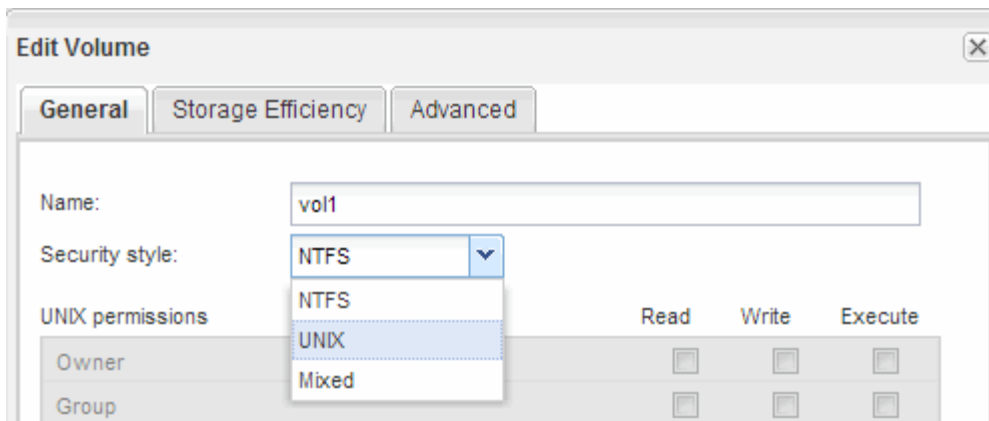 Edit Volume
General Storage Efficiency Advanced
Name: vol1
Security style: NTFS
NTFS
UNIX permissions Read Write Execute
UNIX
Owner
Mixed
Group